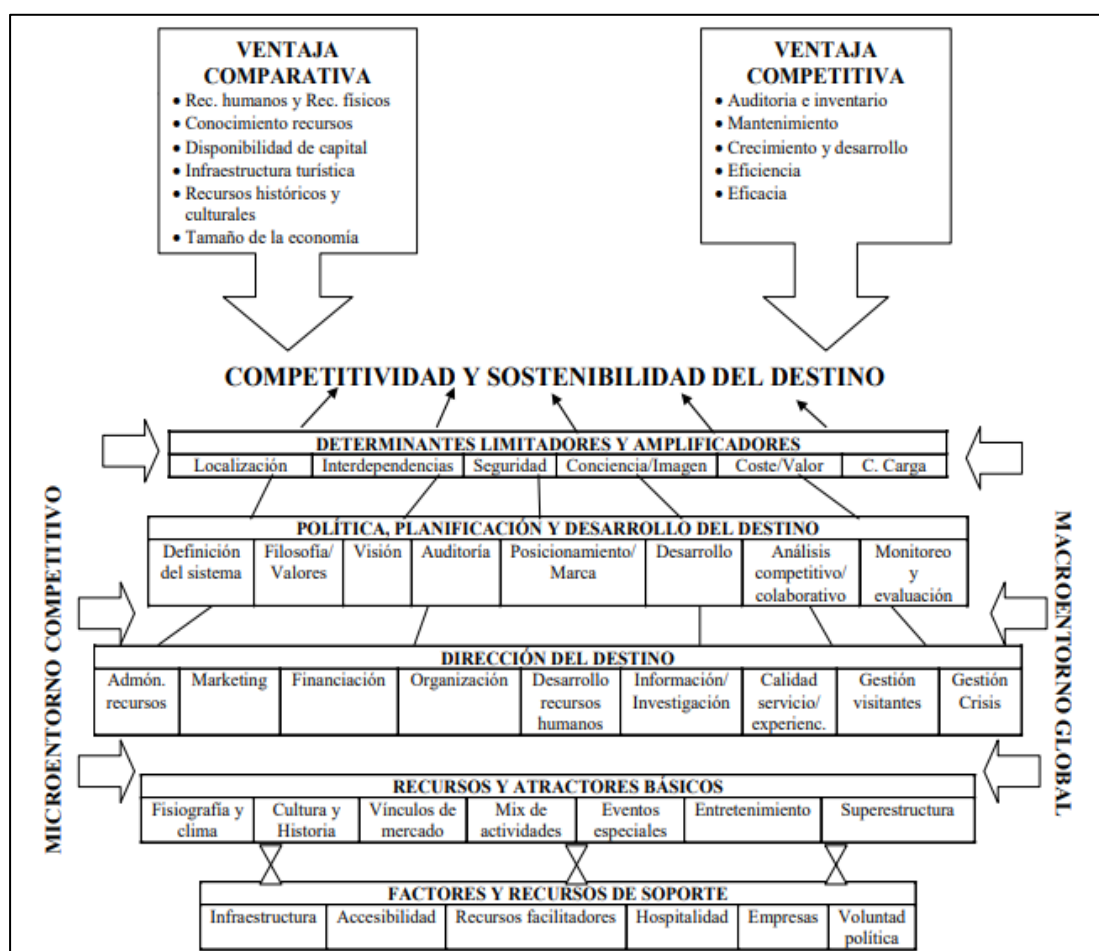 VENTAJA
COMPARATIVA
• Rec. humanos y Rec. físicos
• Conocimiento recursos
• Disponibilidad de capital
• Infraestructura turística
• Recursos históricos y
culturales
• Tamaño de la economía
VENTAJA
COMPETITIVA
• Auditoria e inventario
• Mantenimiento
• Crecimiento y desarrollo
• Eficiencia
• Eficacia
COMPETITIVIDAD Y SOSTENIBILIDAD DEL DESTINO
MICROENTORNO COMPETITIVO
MACROENTORNO GLOBAL
DETERMINANTES LIMITADORES Y AMPLIFICADORES
Localización Interdependencias Seguridad Conciencia/Imagen Coste/Valor C. Carga
POLÍTICA, PLANIFICACIÓN Y DESARROLLO DEL DESTINO
Definición
del sistema
Filosofía/
Valores
Visión
Auditoría
Posicionamiento/
Marca
Desarrollo
Análisis
competitivo/
colaborativo
Monitoreo
y
evaluación
DIRECCIÓN DEL DESTINO
Admón.
recursos
Marketing
Financiación
Organización
Desarrollo
recursos
humanos
Información/
Investigación
Calidad
servicio/
experienc.
Gestión
visitantes
Gestión
Crisis
RECURSOS Y ATRACTORES BÁSICOS
Fisiografía y
clima
Cultura y
Historia
Vínculos de
mercado
Mix de
actividades
Eventos
especiales
Entretenimiento
Superestructura
FACTORES Y RECURSOS DE SOPORTE
Infraestructura
Accesibilidad
Recursos facilitadores
Hospitalidad
Empresas
Voluntad
política